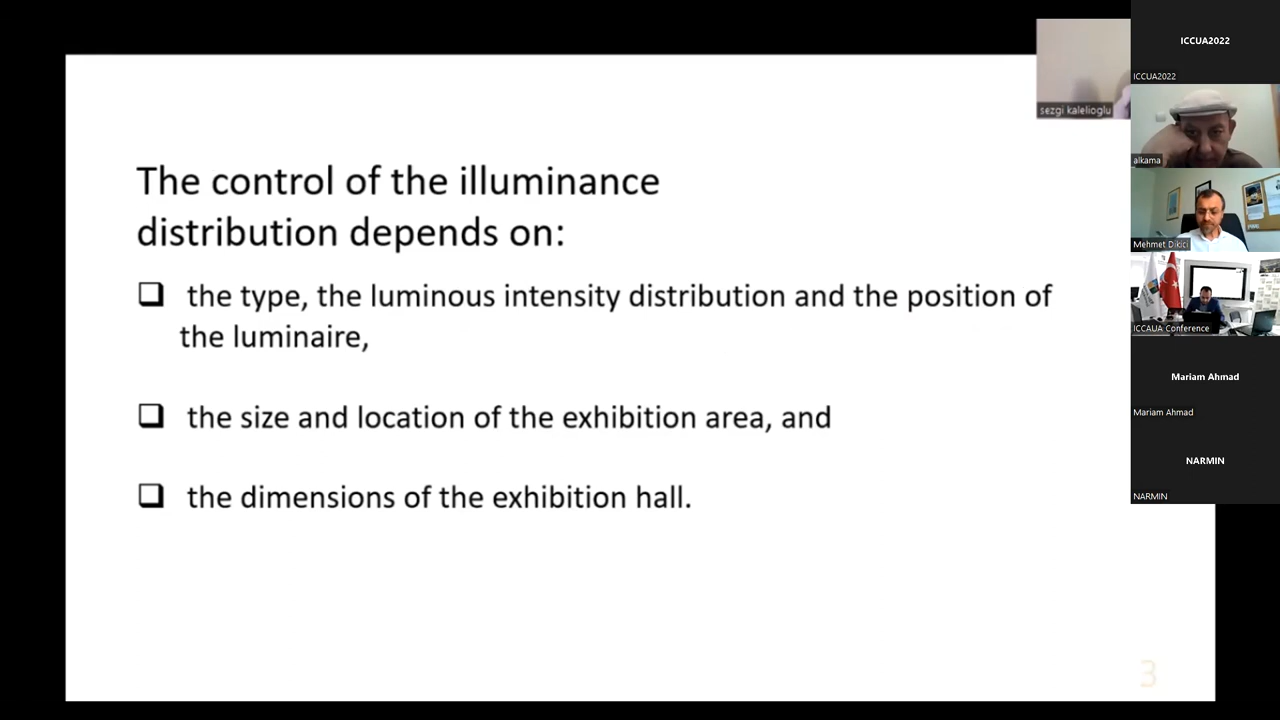 The control of the illuminance
distribution depends on:
❑ the type, the luminous intensity distribution and the position of
the luminaire,
❑ the size and location of the exhibition area, and
❑ the dimensions of the exhibition hall.
3
sezgi kalelioglu
ICCUA2022
ICCUA2022
alkama
Mehmet Dikici
ICCAUA Conference
Mariam Ahmad
Mariam Ahmad
NARMIN
NARMIN